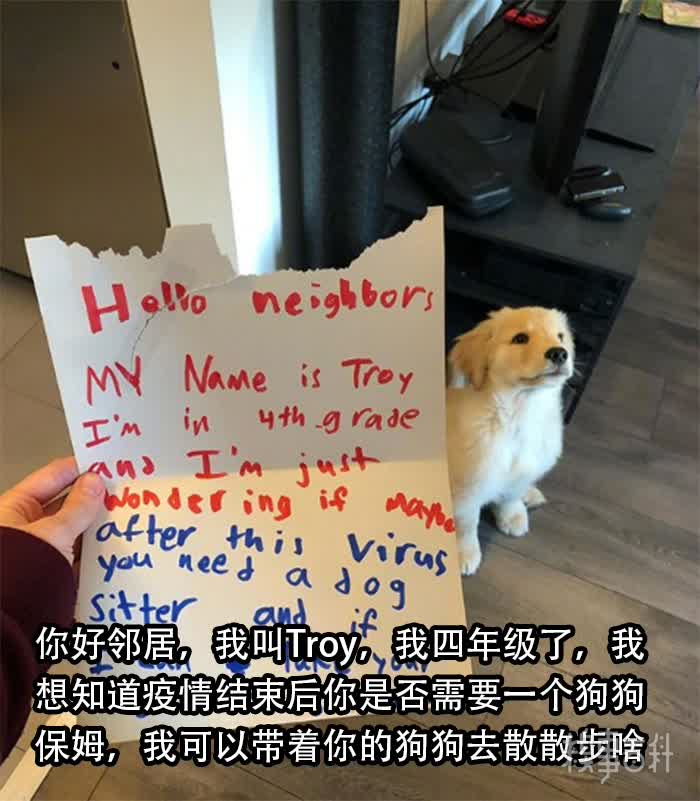 Hello neighbors
MY Name is Troy
I'm in 4th grade
and I'm just
Wondering if maybe
after this virus
you need a dog
Sitter and if
I can take your
你好邻居，我叫Troy，我四年级了，我
想知道疫情结束后你是否需要一个狗狗
保姆，我可以带着你的狗狗去散散步啥